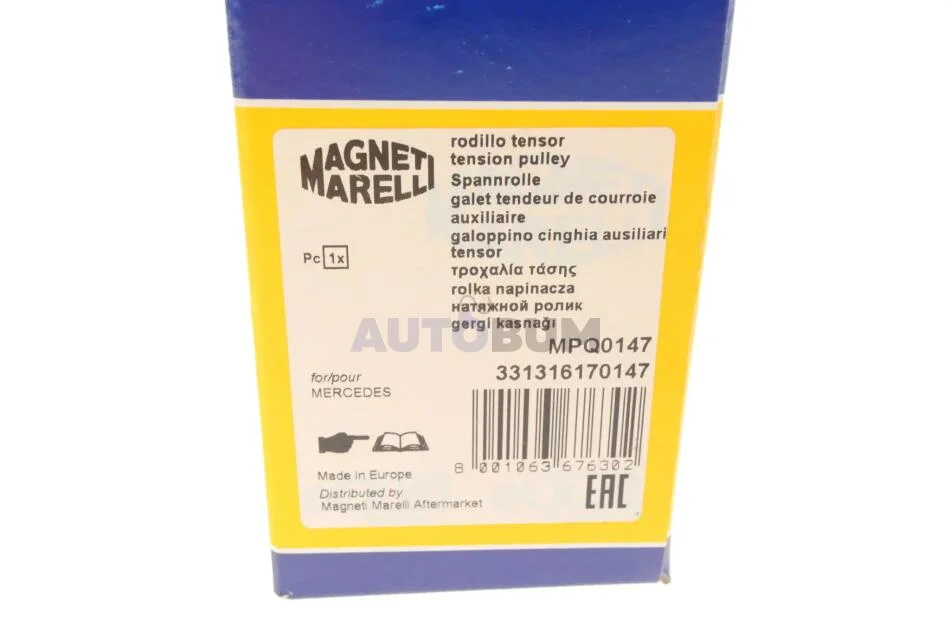 MAGNETI
MARELLI
rodillo tensor
tension pulley
Spannrolle
galet tendeur de courroie
auxiliaire
galoppino cinghia ausiliari
tensor
τροχαλία τάσης
rolka napinacza
натяжной ролик
gergi kasnağı
AUTOBUM
Pc 1x
MPQ0147
331316170147
for/pour
MERCEDES
8 001063 676302
Made in Europe
Distributed by
Magneti Marelli Aftermarket
EAC